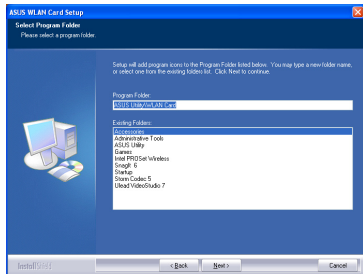 ASUS WLAN Card Setup
Select Program Folder
Please select a program folder.
Setup will add program icons to the Program Folder listed below. You may type a new folder name,
or select one from the existing folders list. Click Next to continue.
Program Folder:
ASUS Utility\WLAN Card
Existing Folders:
Accessories
Administrative Tools
ASUS Utility
Games
Intel PROSet Wireless
SnagIt 6
Startup
Storm Codec 5
Ulead VideoStudio 7
InstallShield
< Back
Next >
Cancel